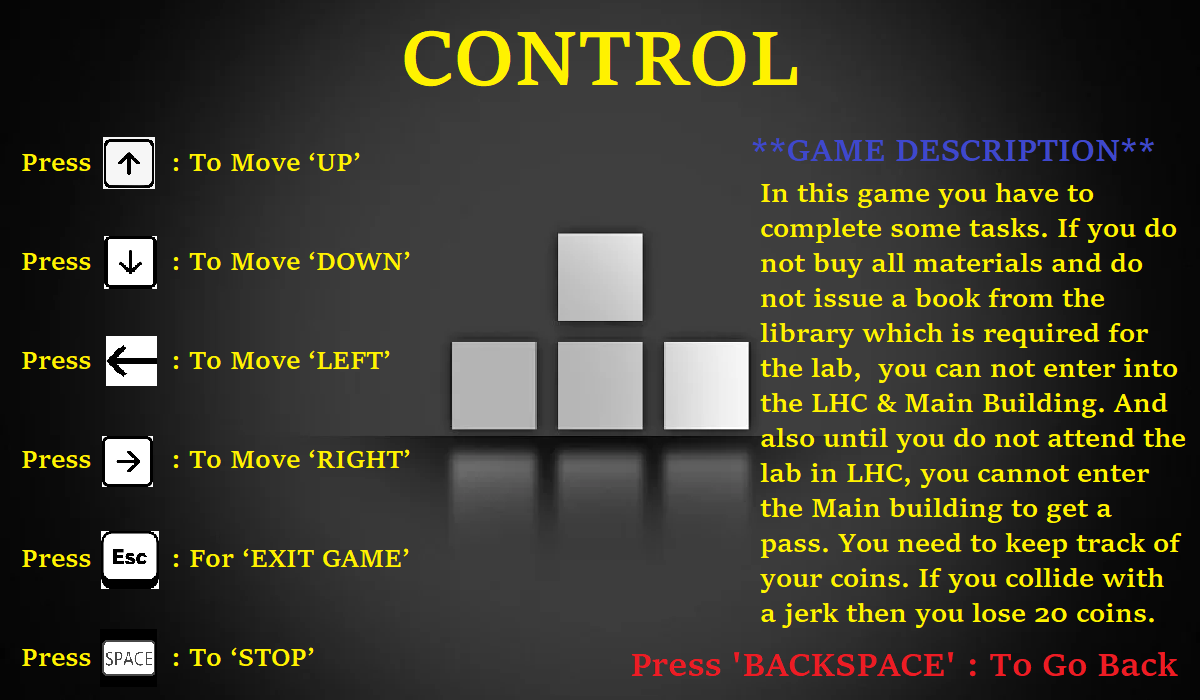 CONTROL
Press ↑ : To Move ‘UP’
Press ↓ : To Move ‘DOWN’
Press ← : To Move ‘LEFT’
Press → : To Move ‘RIGHT’
Press Esc : For ‘EXIT GAME’
Press SPACE : To ‘STOP’
**GAME DESCRIPTION**
In this game you have to
complete some tasks. If you do
not buy all materials and do
not issue a book from the
library which is required for
the lab,  you can not enter into
the LHC & Main Building. And
also until you do not attend the
lab in LHC, you cannot enter
the Main building to get a
pass. You need to keep track of
your coins. If you collide with
a jerk then you lose 20 coins.
Press 'BACKSPACE' : To Go Back